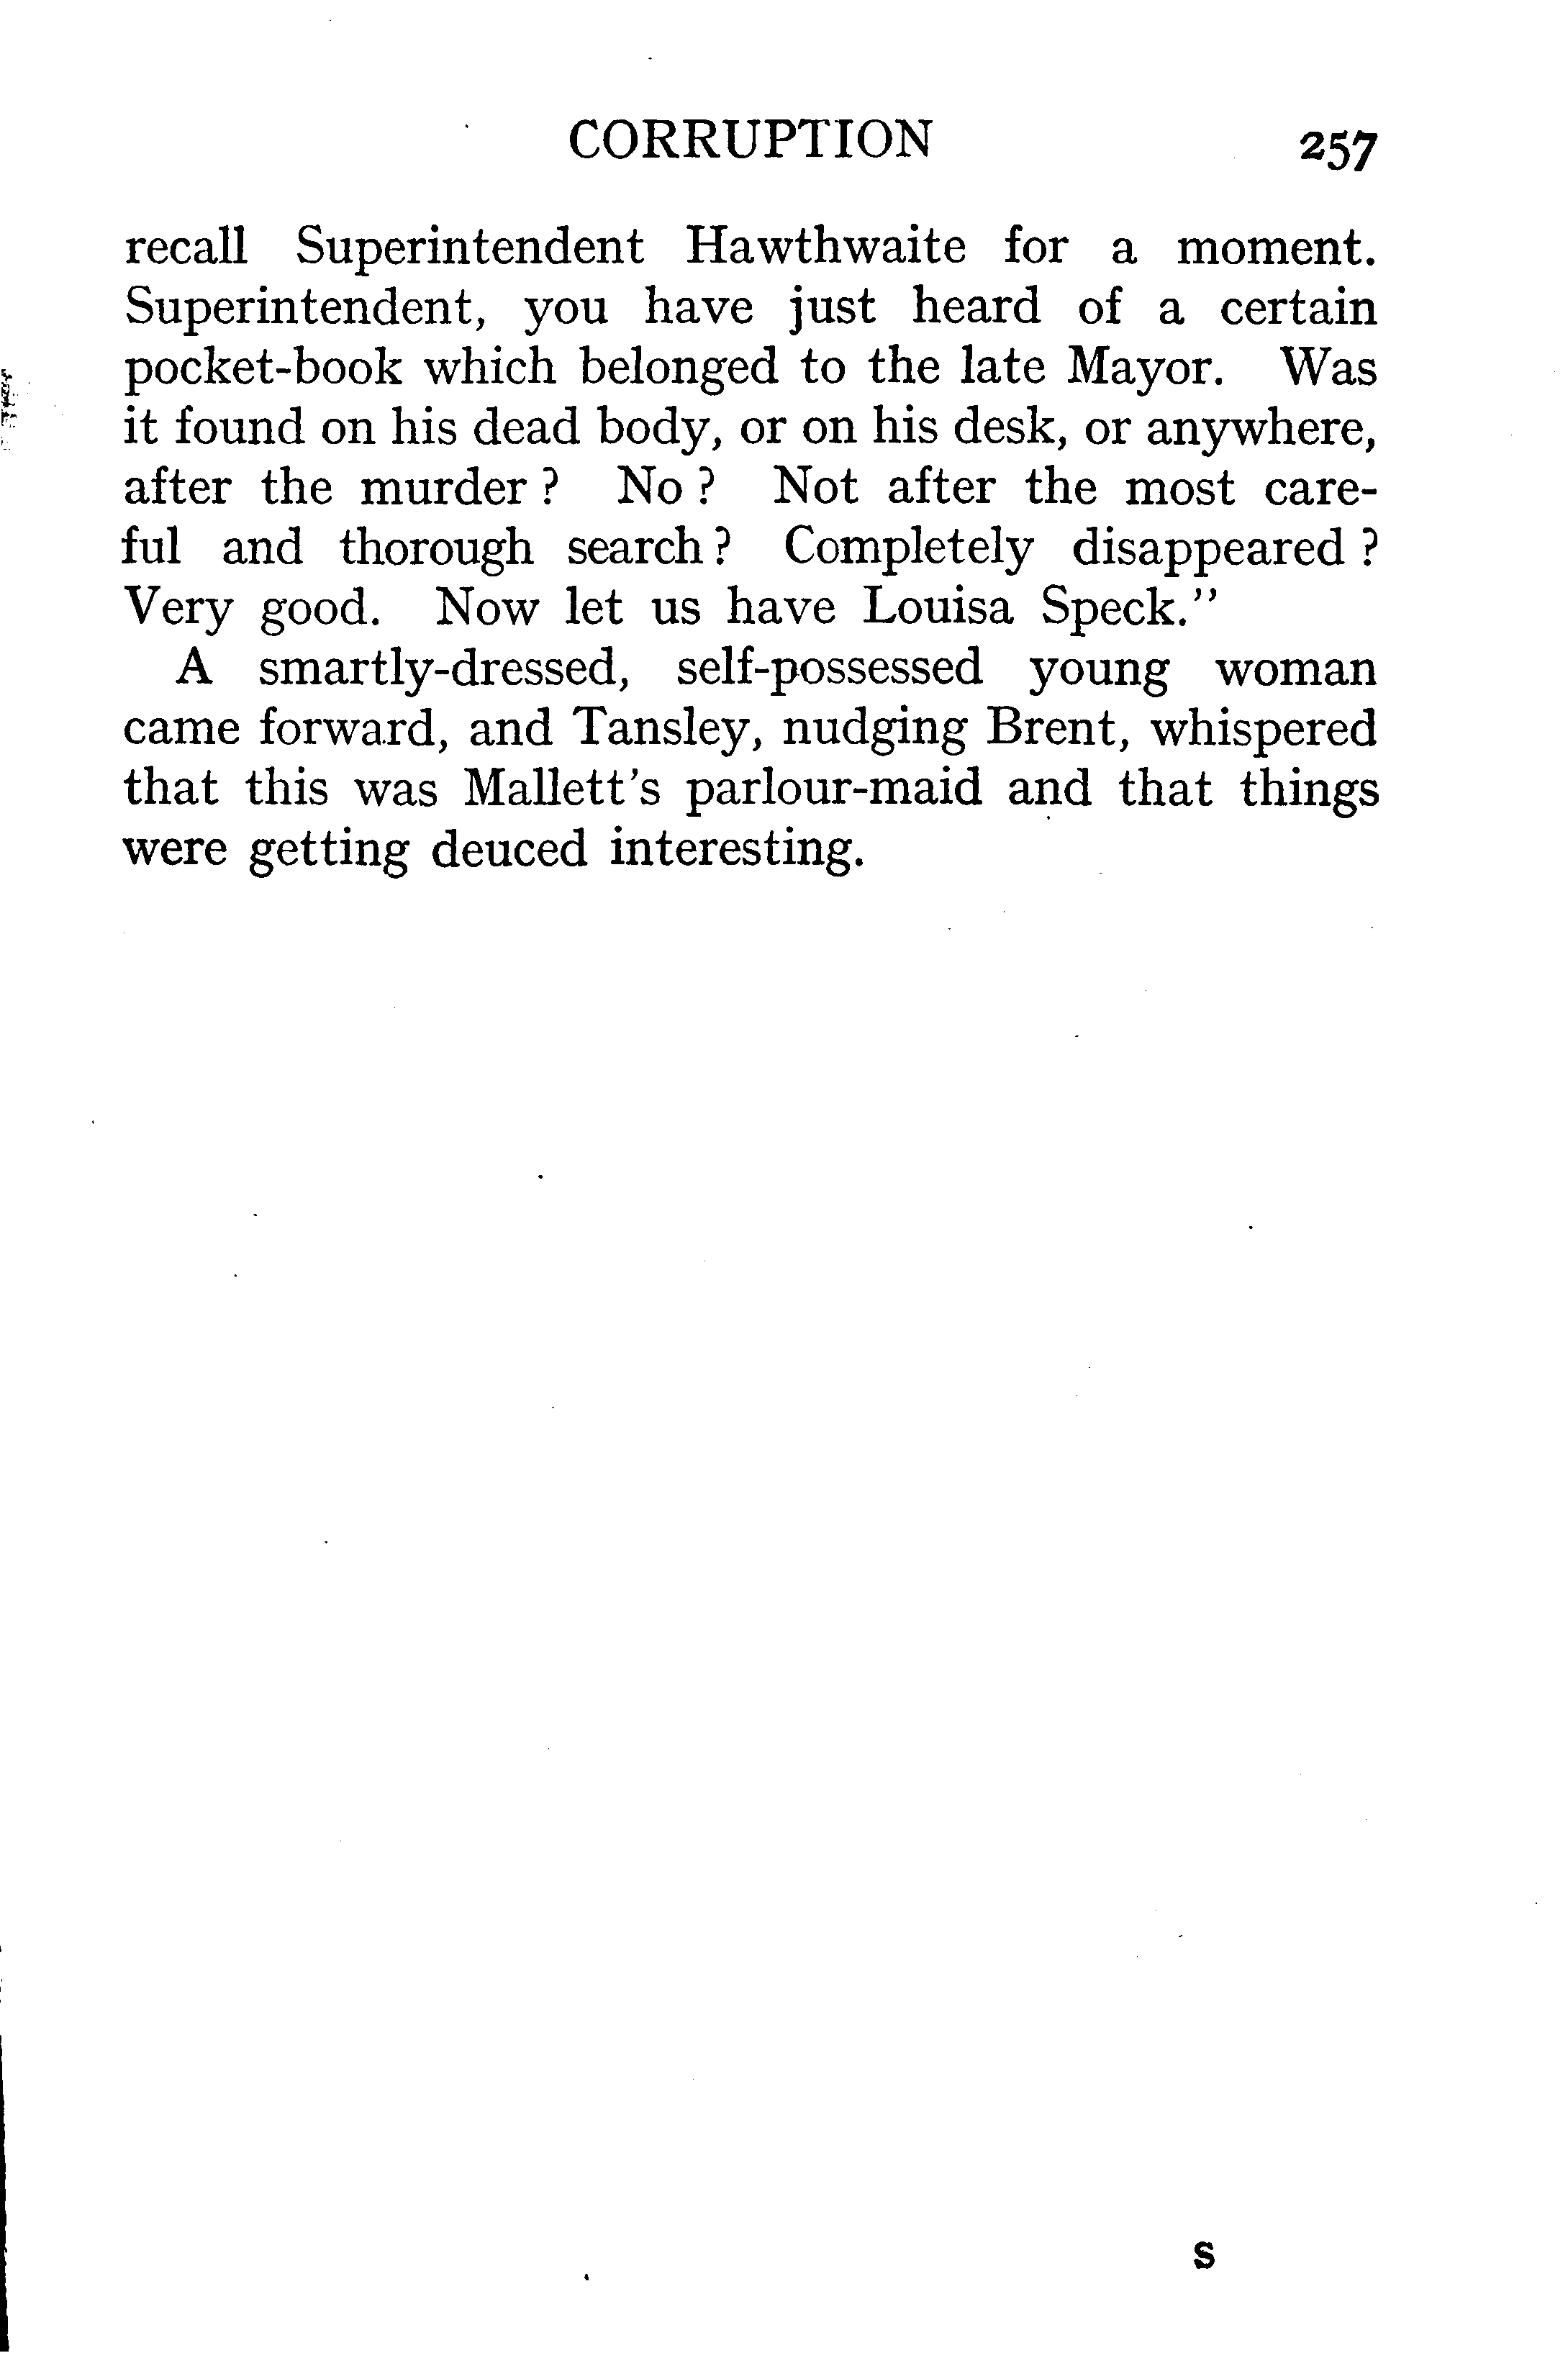 CORRUPTION 257
recall Superintendent Hawthwaite for a moment.
Superintendent, you have just heard of a certain
pocket-book which belonged to the late Mayor. Was
it found on his dead body, or on his desk, or anywhere,
after the murder ? No ? Not after the most care-
ful and thorough search ? Completely disappeared ?
Very good. Now let us have Louisa Speck.”
A smartly-dressed, self-possessed young woman
came forward, and Tansley, nudging Brent, whispered
that this was Mallett’s parlour-maid and that things
were getting deuced interesting.
S